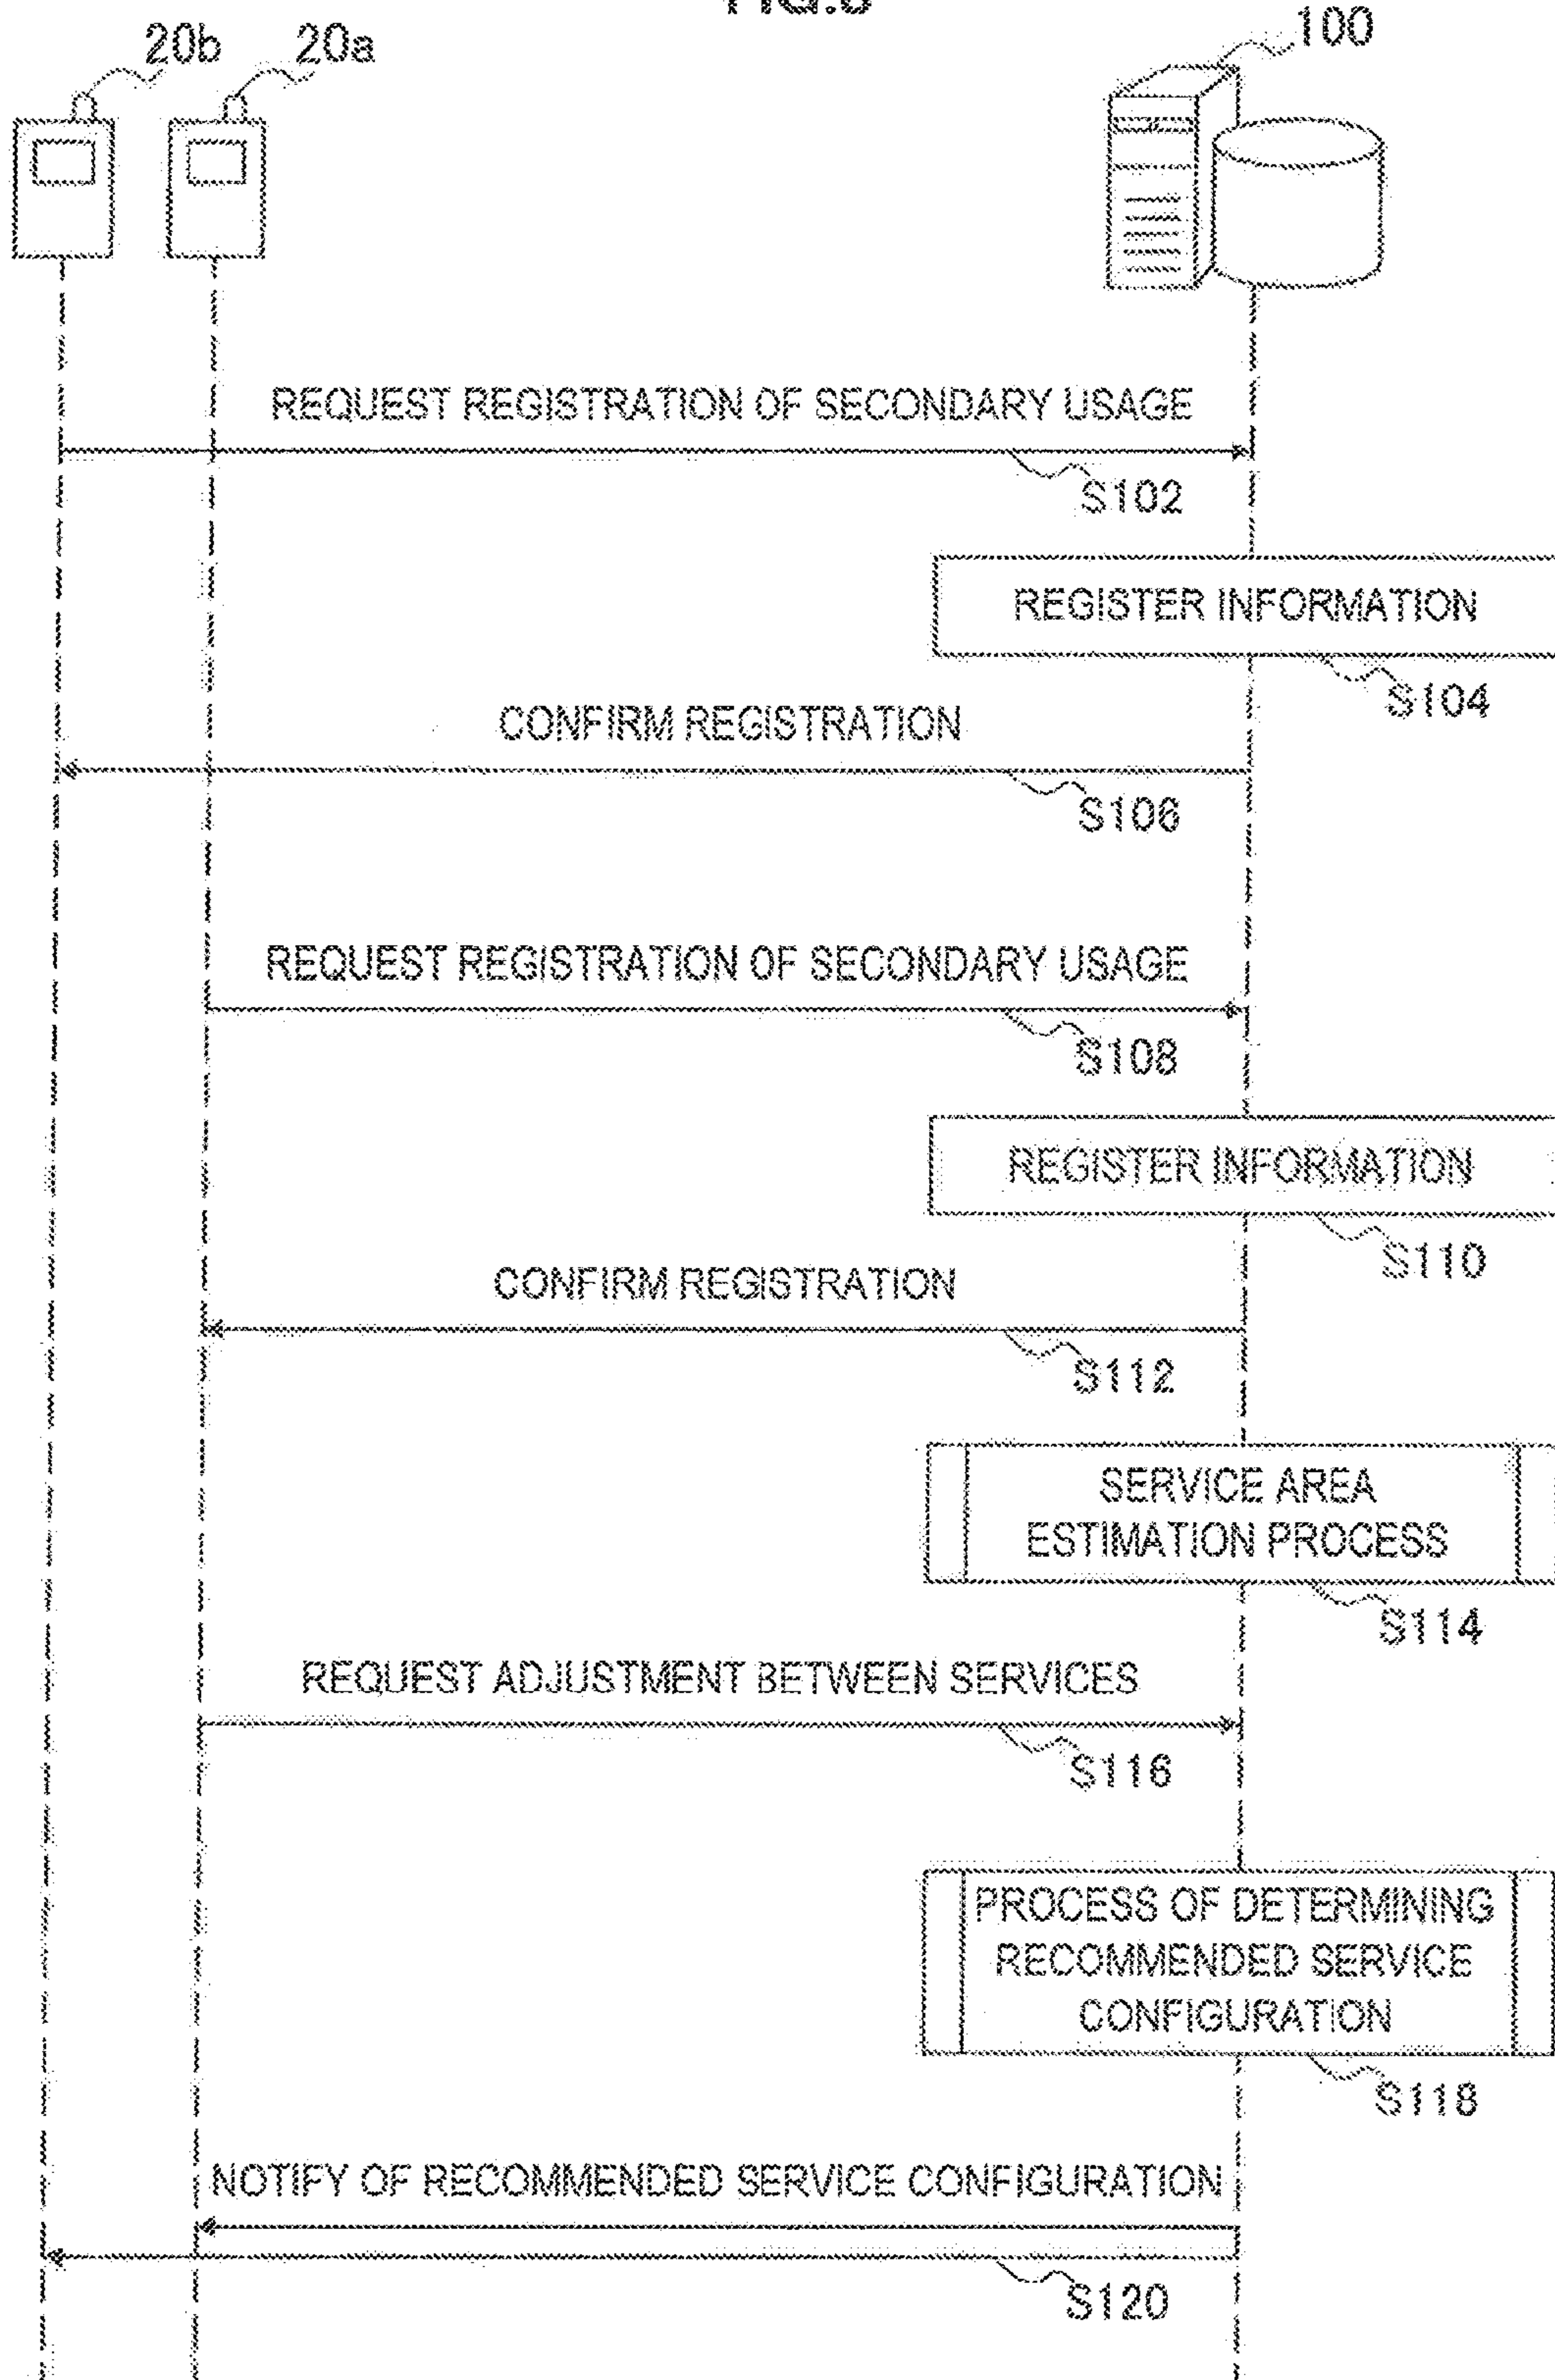 20b
20a
100
REQUEST REGISTRATION OF SECONDARY USAGE
S102
REGISTER INFORMATION
S104
CONFIRM REGISTRATION
S106
REQUEST REGISTRATION OF SECONDARY USAGE
S108
REGISTER INFORMATION
S110
CONFIRM REGISTRATION
S112
SERVICE AREA
ESTIMATION PROCESS
S114
REQUEST ADJUSTMENT BETWEEN SERVICES
S116
PROCESS OF DETERMINING
RECOMMENDED SERVICE
CONFIGURATION
S118
NOTIFY OF RECOMMENDED SERVICE CONFIGURATION
S120